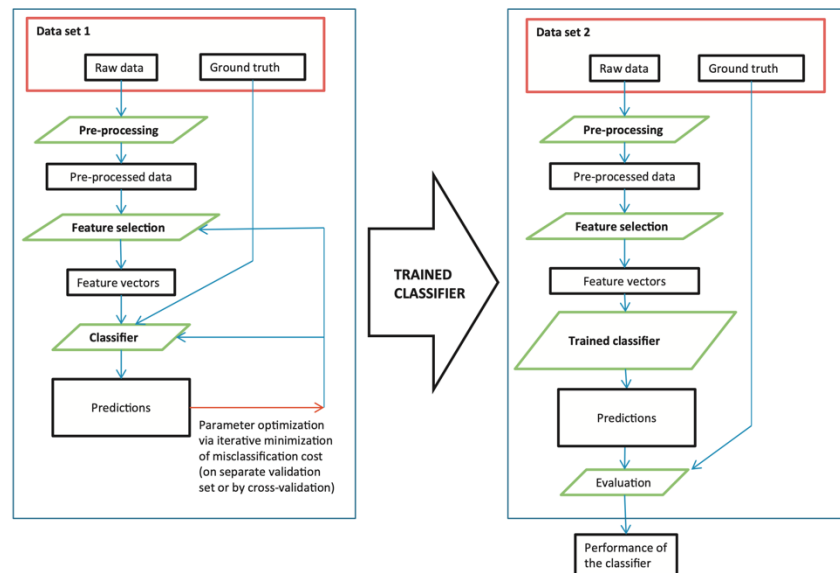 Data set 1
Raw data
Ground truth
Pre-processing
Pre-processed data
Feature selection
Feature vectors
Classifier
Predictions
Parameter optimization
via iterative minimization
of misclassification cost
(on separate validation
set or by cross-validation)
TRAINED
CLASSIFIER
Data set 2
Raw data
Ground truth
Pre-processing
Pre-processed data
Feature selection
Feature vectors
Trained classifier
Predictions
Evaluation
Performance of
the classifier